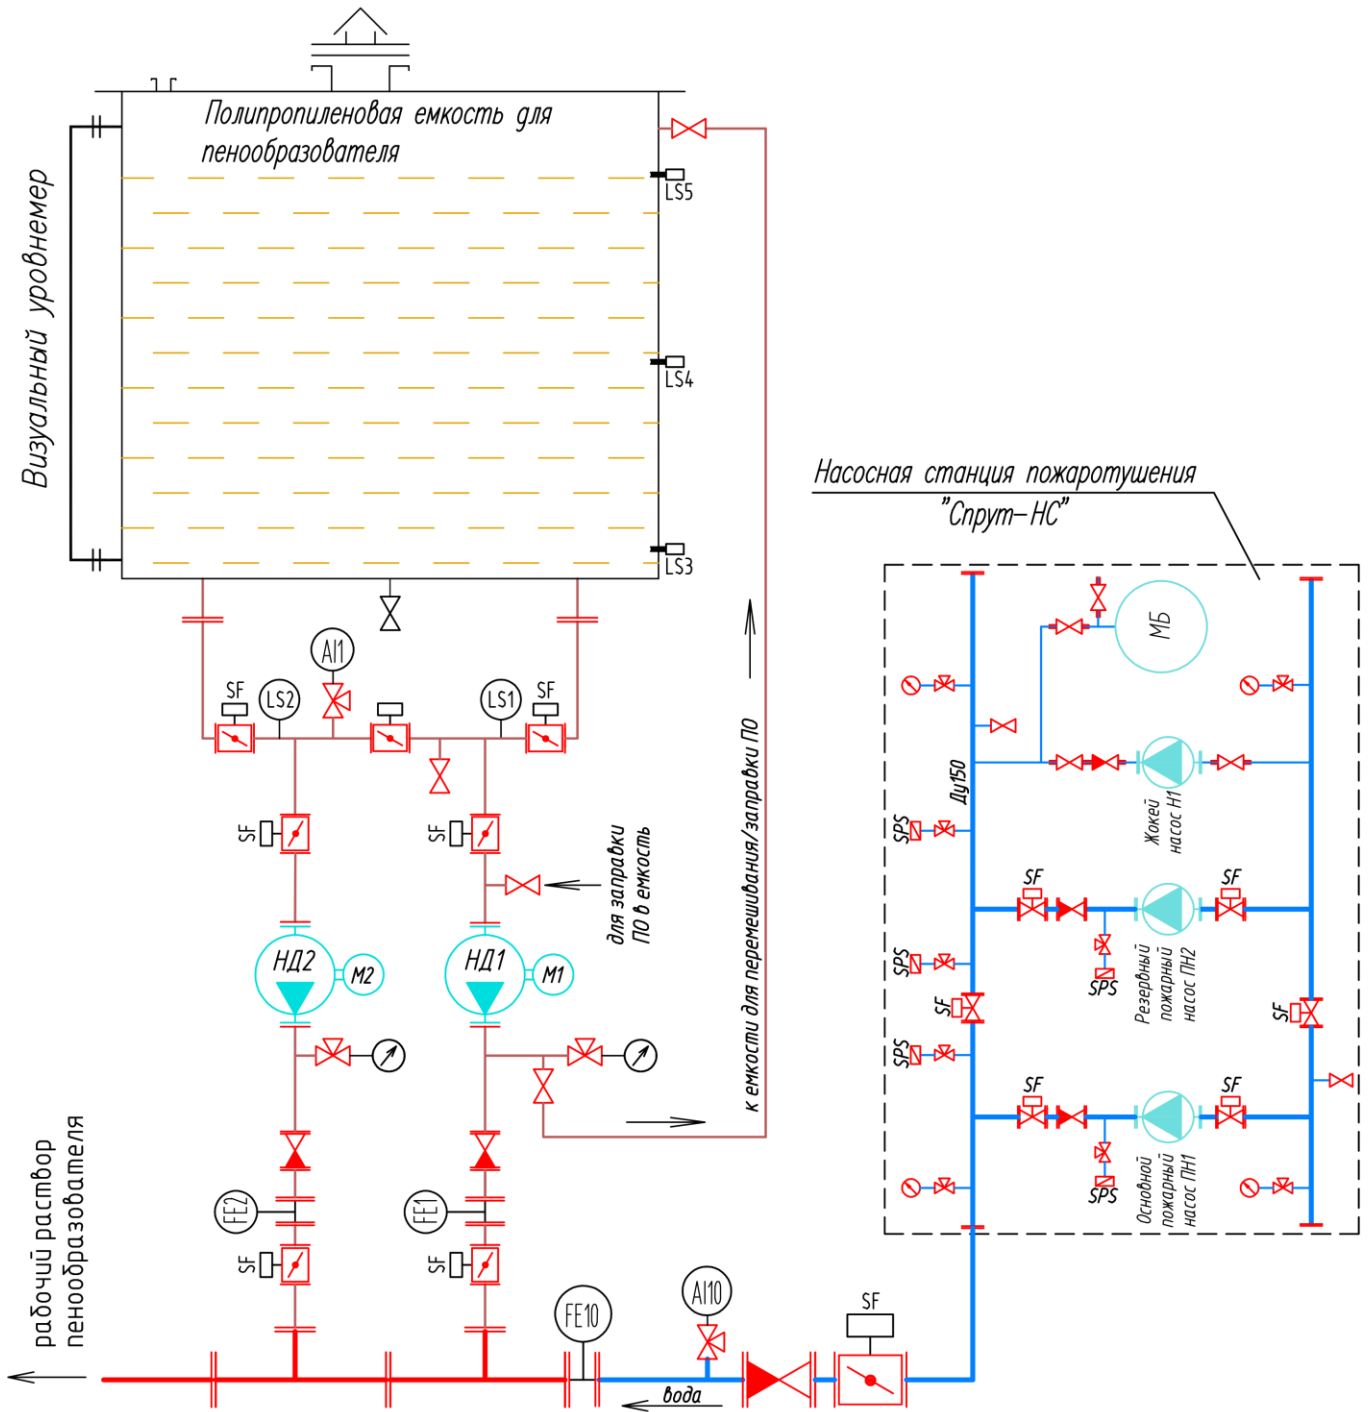 Полипропиленовая емкость для
пенообразователя
Визуальный уровнемер
LS5
LS4
LS3
Насосная станция пожаротушения
"Спрут-НС"
МБ
AI1
SF
LS2
LS1
SF
Ду150
Жокей
насос Н1
SF
SF
SPS
для заправки
ПО в емкость
к емкости для перемешивания/заправки ПО
SF
SF
НД2
М2
НД1
М1
SPS
SPS
Резервный
пожарный
насос ПН2
SF
SF
SPS
SF
SF
SPS
Основной
пожарный
насос ПН1
рабочий раствор
пенообразователя
FE2
FE1
SF
SF
FE10
AI10
SF
вода